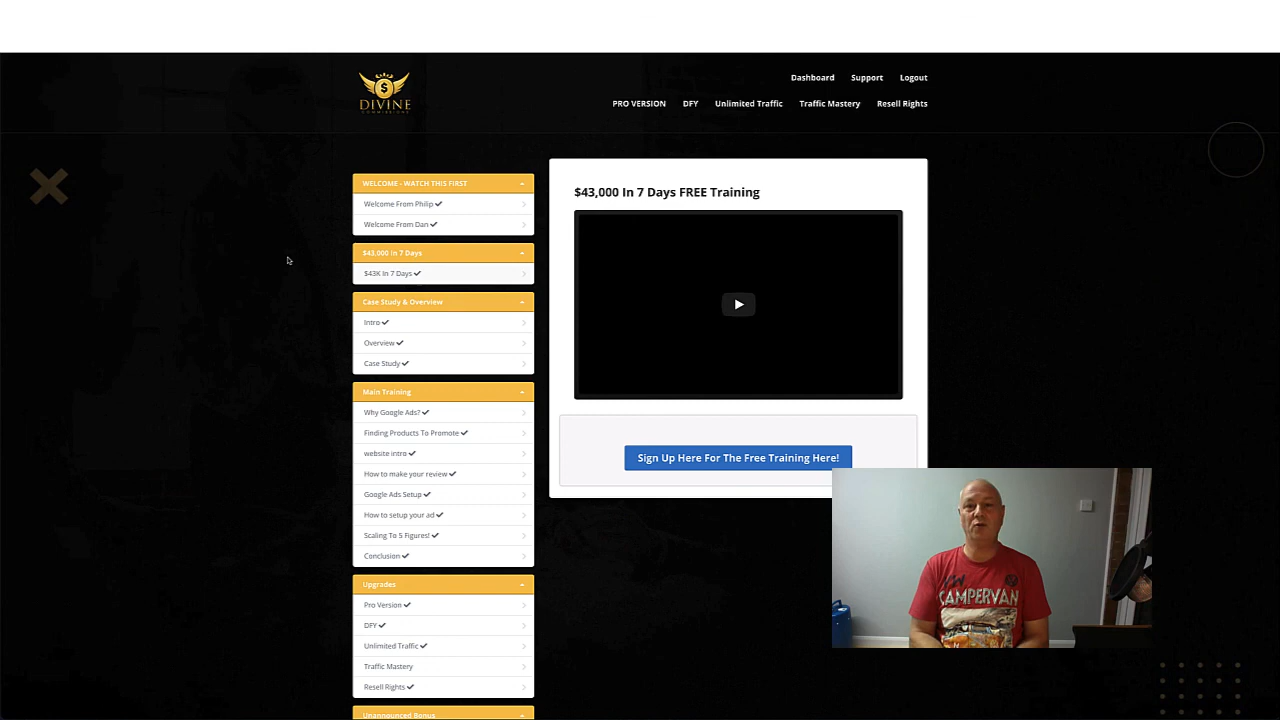 DIVINE
COMMISSIONS
Dashboard
Support
Logout
PRO VERSION
DFY
Unlimited Traffic
Traffic Mastery
Resell Rights
WELCOME - WATCH THIS FIRST
Welcome From Philip
Welcome From Dan
$43,000 In 7 Days
$43K In 7 Days
Case Study & Overview
Intro
Overview
Case Study
Main Training
Why Google Ads?
Finding Products To Promote
website intro
How to make your review
Google Ads Setup
How to setup your ad
Scaling To 5 Figures!
Conclusion
Upgrades
Pro Version
DFY
Unlimited Traffic
Traffic Mastery
Resell Rights
Unannounced Bonus
$43,000 In 7 Days FREE Training
Sign Up Here For The Free Training Here!
CAMPERVAN